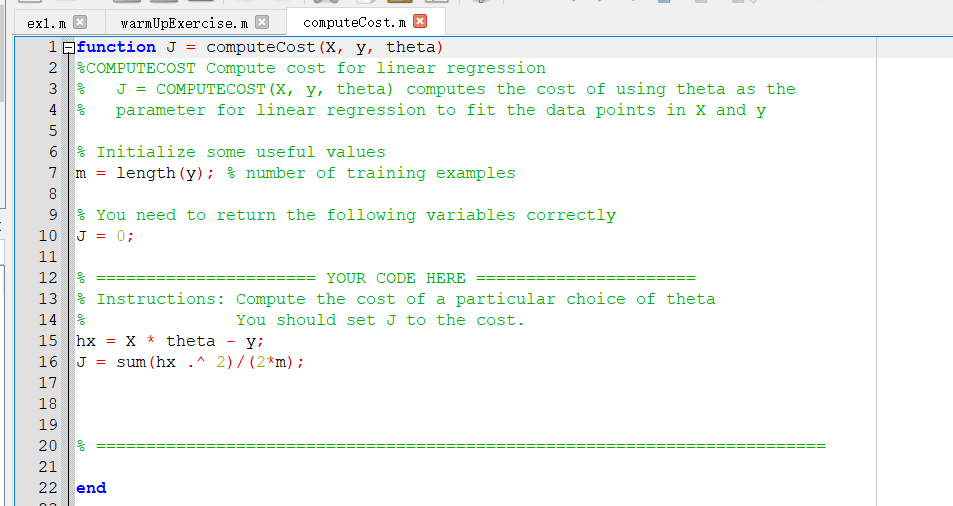 ex1.m warmUpExercise.m computeCost.m
1 function J = computeCost(X, y, theta)
2 %COMPUTECOST Compute cost for linear regression
3 %   J = COMPUTECOST(X, y, theta) computes the cost of using theta as the
4 %   parameter for linear regression to fit the data points in X and y
5
6 % Initialize some useful values
7 m = length(y); % number of training examples
8
9 % You need to return the following variables correctly
10 J = 0;
11
12 % ====================== YOUR CODE HERE ======================
13 % Instructions: Compute the cost of a particular choice of theta
14 %               You should set J to the cost.
15 hx = X * theta - y;
16 J = sum(hx .^ 2)/(2*m);
17
18
19
20 % =========================================================================
21
22 end